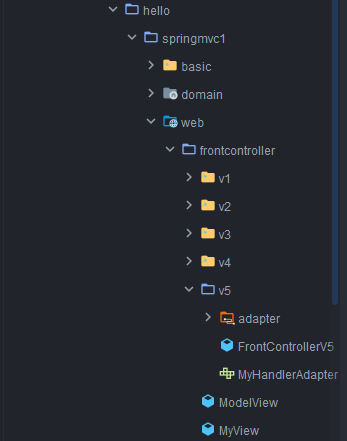 hello
springmvc1
basic
domain
web
frontcontroller
v1
v2
v3
v4
v5
adapter
FrontControllerV5
MyHandlerAdapter
ModelView
MyView